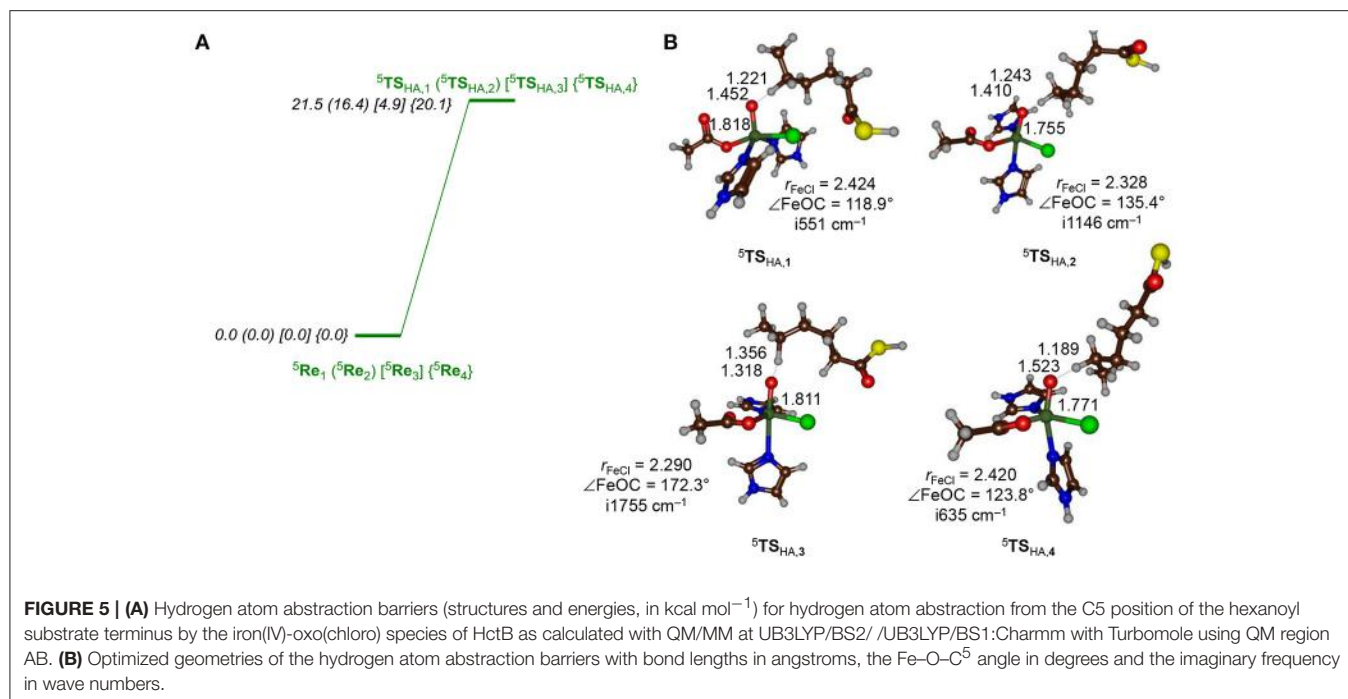 A
⁵TS_HA,1 (⁵TS_HA,2) [⁵TS_HA,3] {⁵TS_HA,4}
21.5 (16.4) [4.9] {20.1}
0.0 (0.0) [0.0] {0.0}
⁵Re₁ (⁵Re₂) [⁵Re₃] {⁵Re₄}
B
1.221
1.452
1.818
r_FeCl = 2.424
∠FeOC = 118.9°
i551 cm⁻¹
⁵TS_HA,1
1.243
1.410
1.755
r_FeCl = 2.328
∠FeOC = 135.4°
i1146 cm⁻¹
⁵TS_HA,2
1.356
1.318
1.811
r_FeCl = 2.290
∠FeOC = 172.3°
i1755 cm⁻¹
⁵TS_HA,3
1.189
1.523
1.771
r_FeCl = 2.420
∠FeOC = 123.8°
i635 cm⁻¹
⁵TS_HA,4
FIGURE 5 | (A) Hydrogen atom abstraction barriers (structures and energies, in kcal mol⁻¹) for hydrogen atom abstraction from the C5 position of the hexanoyl
substrate terminus by the iron(IV)-oxo(chloro) species of HctB as calculated with QM/MM at UB3LYP/BS2/ /UB3LYP/BS1:Charmm with Turbomole using QM region
AB. (B) Optimized geometries of the hydrogen atom abstraction barriers with bond lengths in angstroms, the Fe–O–C⁵ angle in degrees and the imaginary frequency
in wave numbers.